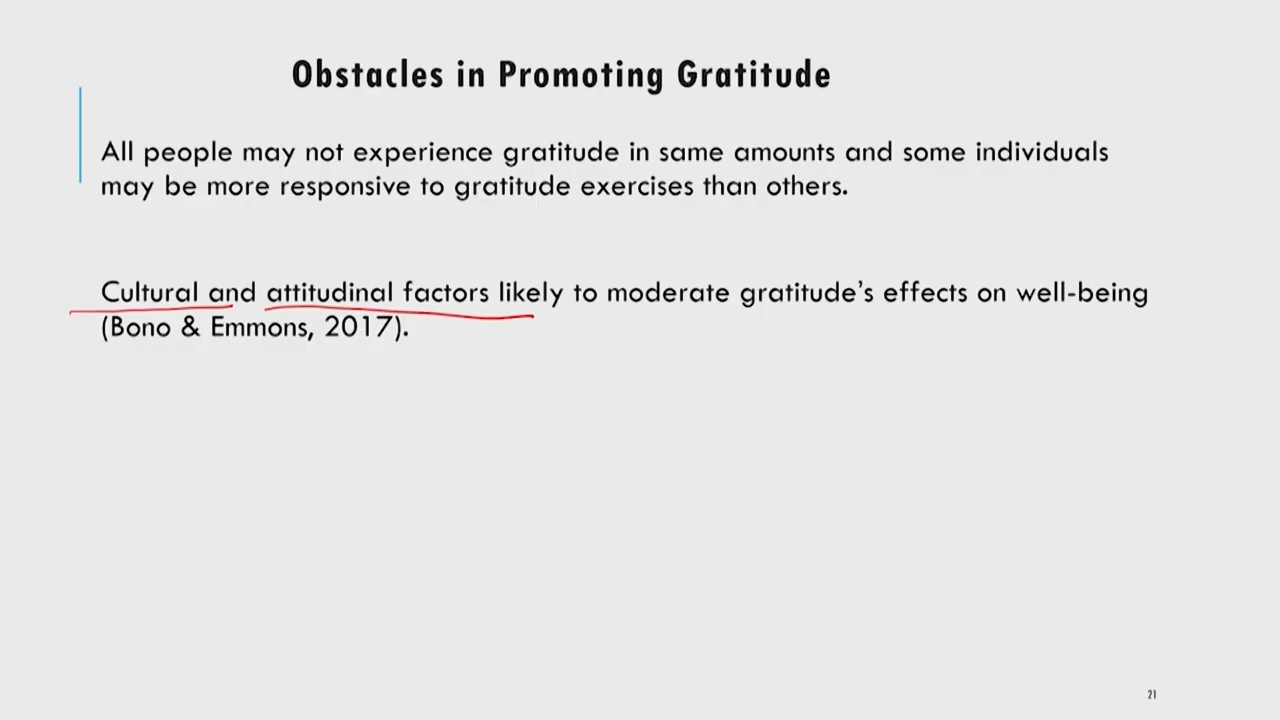 Obstacles in Promoting Gratitude
All people may not experience gratitude in same amounts and some individuals
may be more responsive to gratitude exercises than others.
Cultural and attitudinal factors likely to moderate gratitude's effects on well-being
(Bono & Emmons, 2017).
21